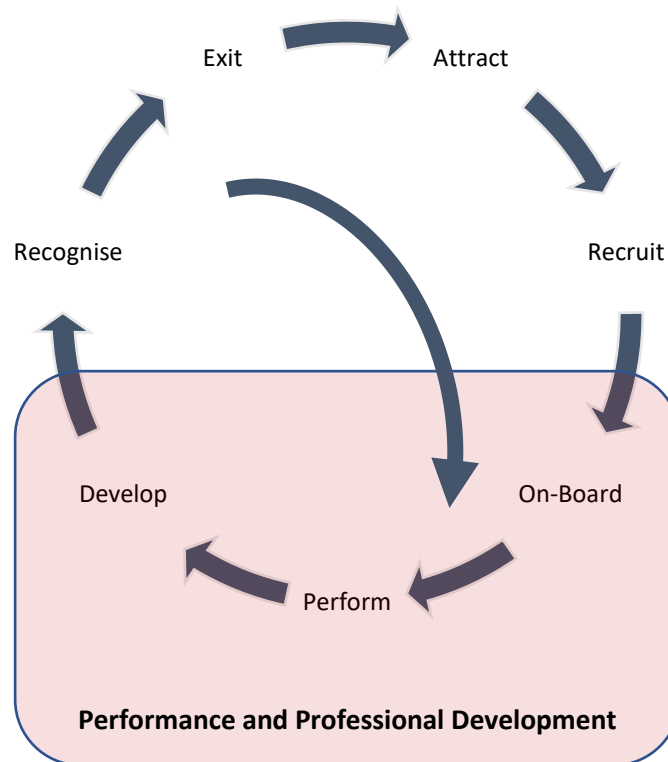 Exit
Attract
Recognise
Recruit
Develop
On-Board
Perform
Performance and Professional Development